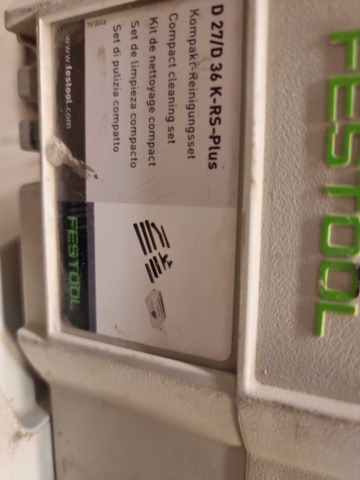 D 27/D 36 K-RS-Plus
Kompakt-Reinigungsset
Compact cleaning set
Kit de nettoyage compact
Set de limpieza compacto
Set di pulizia compatto
www.festool.com
FESTOOL
FESTOOL